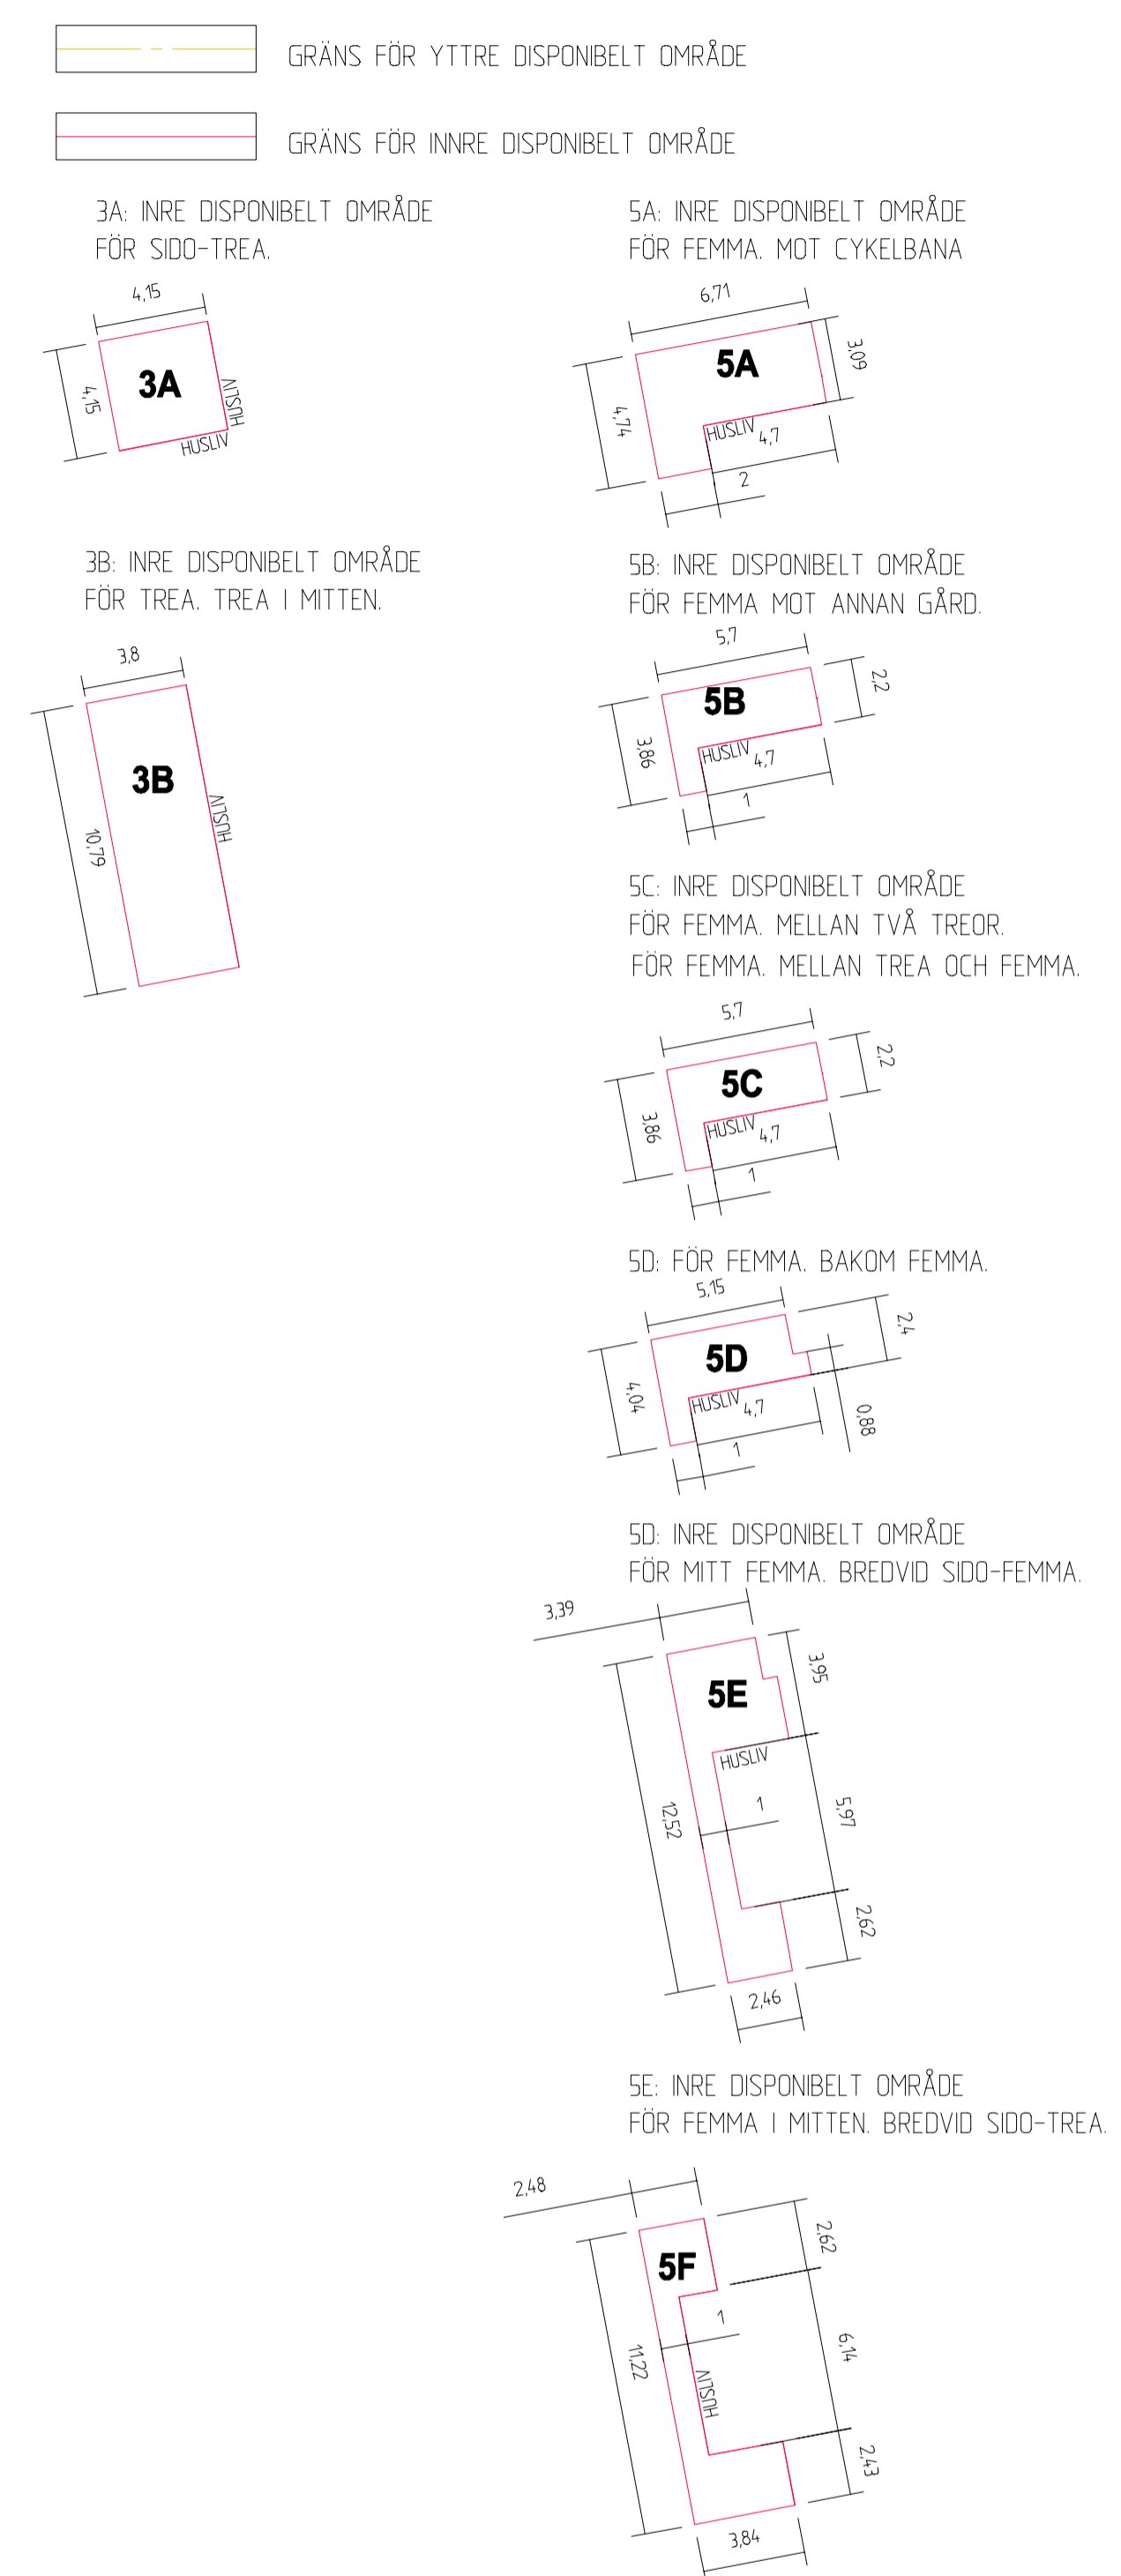 GRÄNS FÖR YTTRE DISPONIBELT OMRÅDE
GRÄNS FÖR INNRE DISPONIBELT OMRÅDE
3A: INRE DISPONIBELT OMRÅDE
FÖR SIDO-TREA.
4,15
4,15
3A
HUSLIV
HUSLIV
3B: INRE DISPONIBELT OMRÅDE
FÖR TREA. TREA I MITTEN.
3,8
3B
10,79
HUSLIV
5A: INRE DISPONIBELT OMRÅDE
FÖR FEMMA. MOT CYKELBANA
6,71
5A
3,09
4,74
HUSLIV
4,7
2
5B: INRE DISPONIBELT OMRÅDE
FÖR FEMMA MOT ANNAN GÅRD.
5,7
5B
2,2
3,86
HUSLIV
4,7
1
5C: INRE DISPONIBELT OMRÅDE
FÖR FEMMA. MELLAN TVÅ TREOR.
FÖR FEMMA. MELLAN TREA OCH FEMMA.
5,7
5C
2,2
3,86
HUSLIV
4,7
1
5D: FÖR FEMMA. BAKOM FEMMA.
5,15
5D
2,4
4,04
HUSLIV
4,7
0,88
1
5D: INRE DISPONIBELT OMRÅDE
FÖR MITT FEMMA. BREDVID SIDO-FEMMA.
3,39
5E
3,95
HUSLIV
12,52
1
5,97
2,62
2,46
5E: INRE DISPONIBELT OMRÅDE
FÖR FEMMA I MITTEN. BREDVID SIDO-TREA.
2,48
5F
2,62
1
11,22
6,14
HUSLIV
2,43
3,84